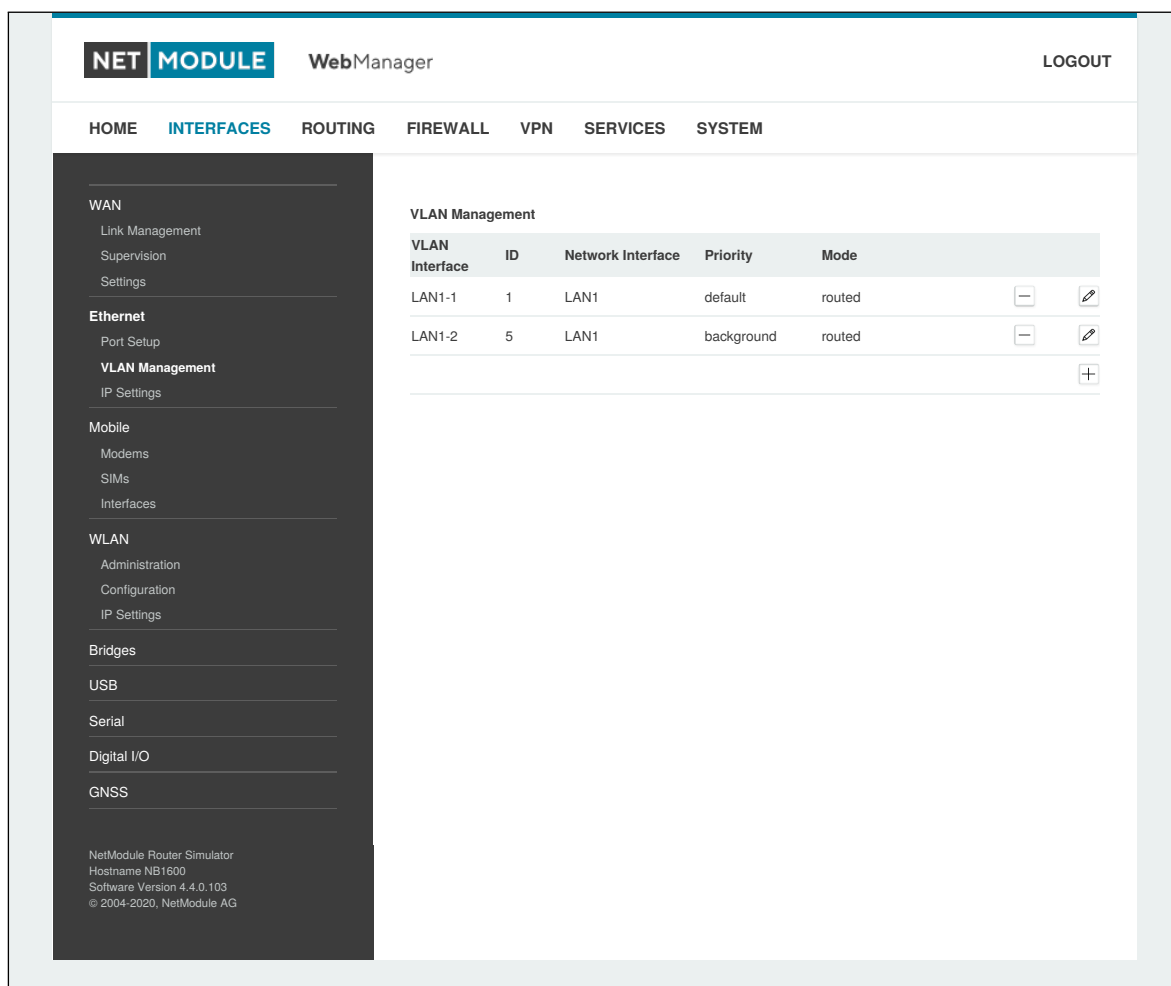 NET MODULE WebManager LOGOUT
HOME INTERFACES ROUTING FIREWALL VPN SERVICES SYSTEM
WAN
Link Management
Supervision
Settings
Ethernet
Port Setup
VLAN Management
IP Settings
Mobile
Modems
SIMs
Interfaces
WLAN
Administration
Configuration
IP Settings
Bridges
USB
Serial
Digital I/O
GNSS
NetModule Router Simulator
Hostname NB1600
Software Version 4.4.0.103
© 2004-2020, NetModule AG
VLAN Management
VLAN Interface ID Network Interface Priority Mode
LAN1-1 1 LAN1 default routed
LAN1-2 5 LAN1 background routed